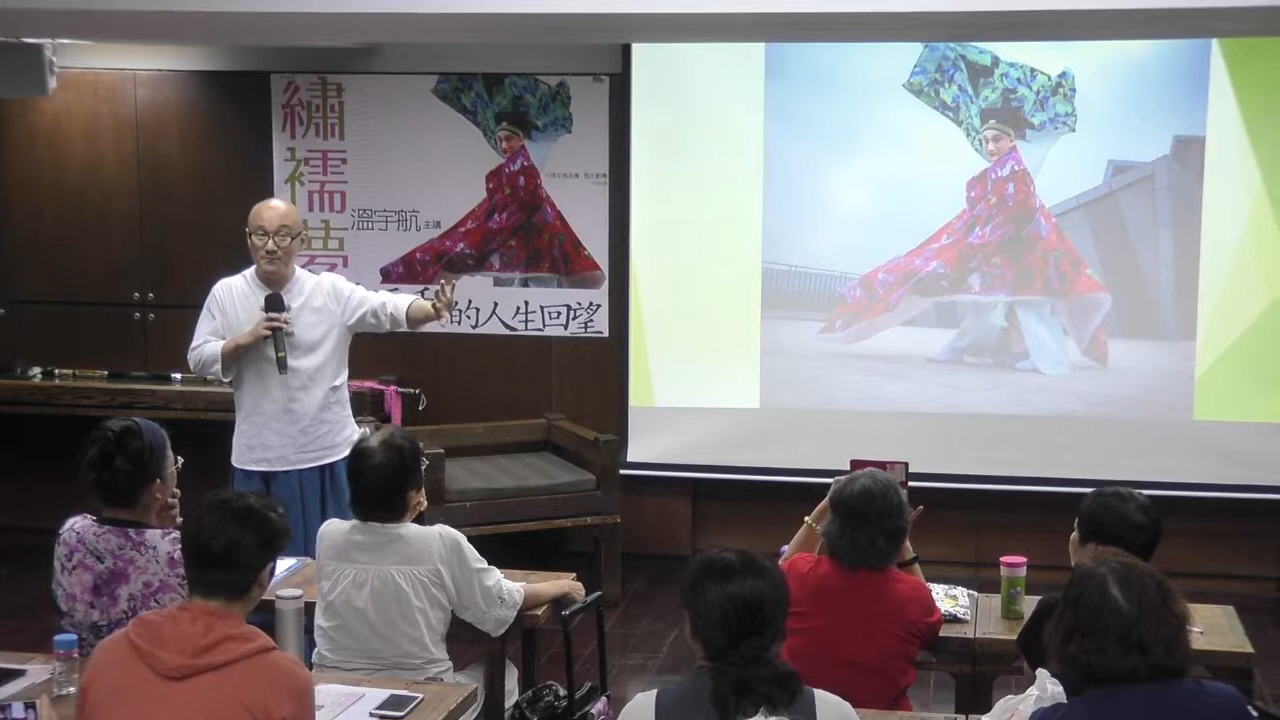 繡襦夢
溫宇航 主講
的人生回望